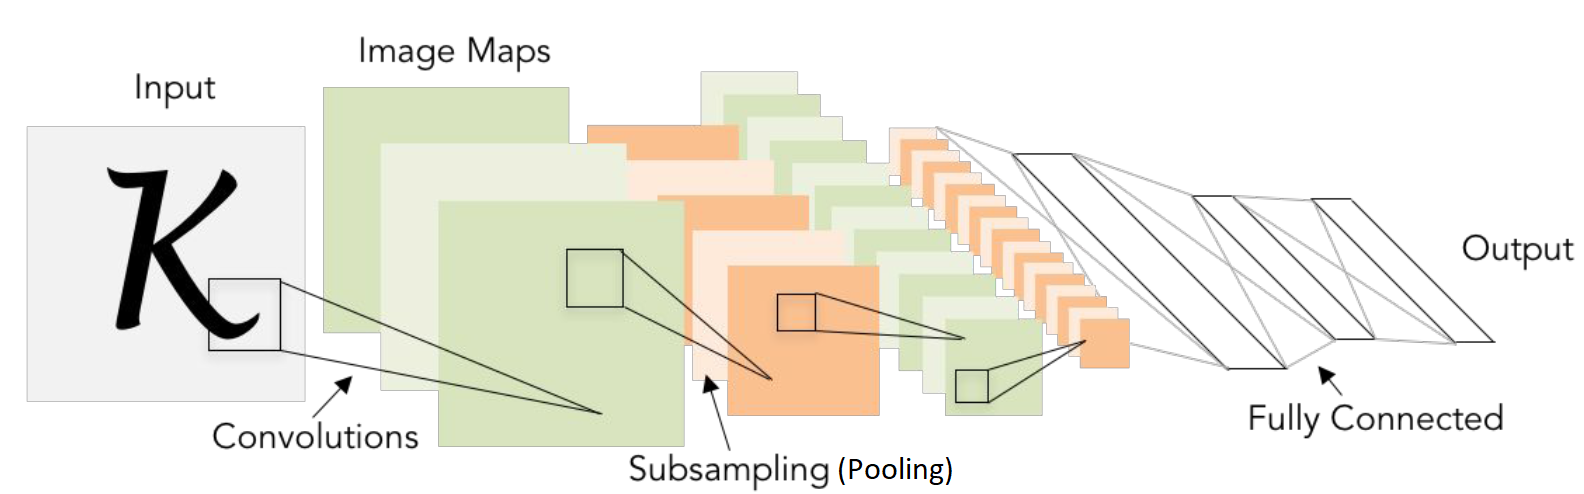 Input
K
Image Maps
Convolutions
Subsampling (Pooling)
Fully Connected
Output